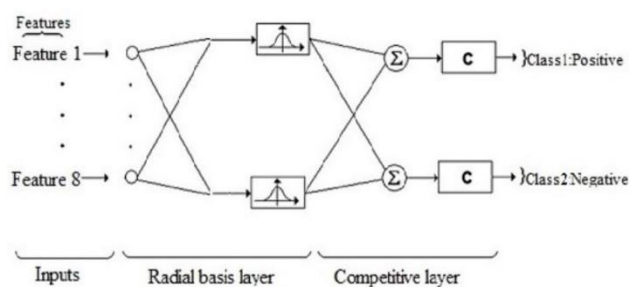 Features
Feature 1
Σ
C
}Class1:Positive
Feature 8
Σ
C
}Class2:Negative
Inputs
Radial basis layer
Competitive layer